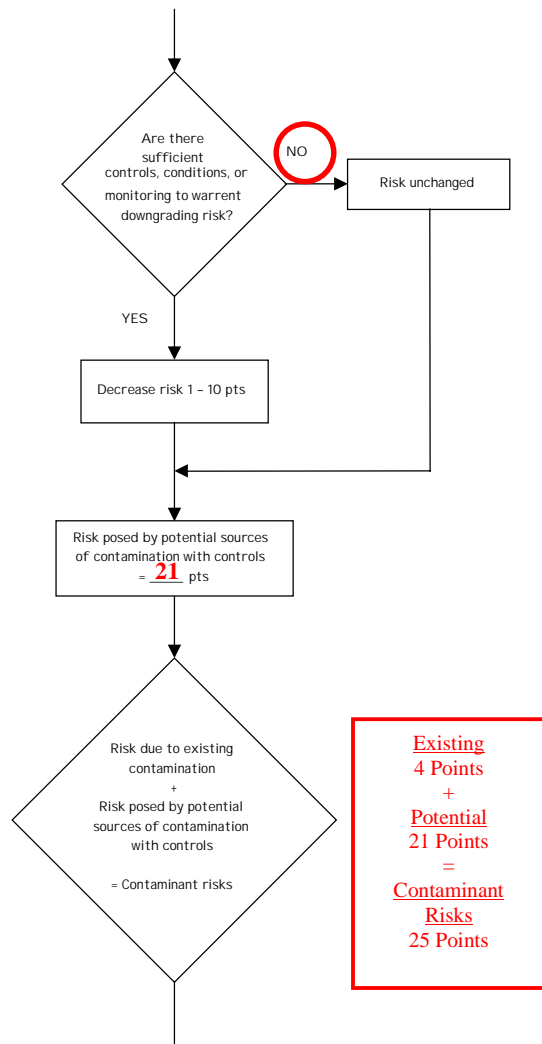 Are there
sufficient
controls, conditions, or
monitoring to warrent
downgrading risk?
NO
Risk unchanged
YES
Decrease risk 1 – 10 pts
Risk posed by potential sources
of contamination with controls
= 21 pts
Risk due to existing
contamination
+
Risk posed by potential
sources of contamination
with controls
= Contaminant risks
Existing
4 Points
+
Potential
21 Points
=
Contaminant
Risks
25 Points